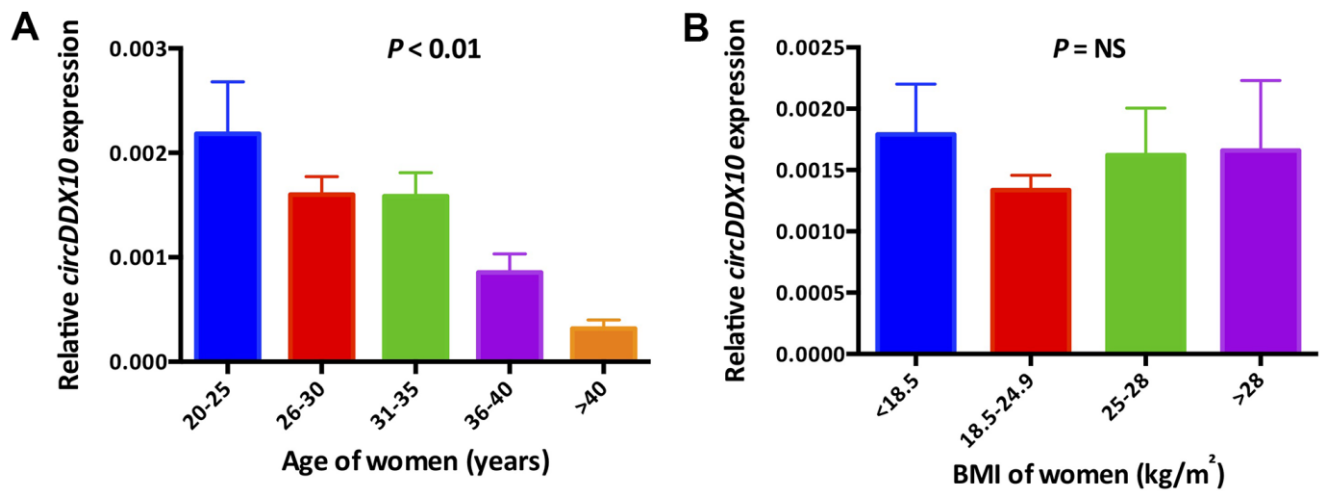 A
P < 0.01
Relative circDDX10 expression
0.003
0.002
0.001
0.000
20-25
26-30
31-35
36-40
>40
Age of women (years)
B
P = NS
Relative circDDX10 expression
0.0025
0.0020
0.0015
0.0010
0.0005
0.0000
<18.5
18.5-24.9
25-28
>28
BMI of women (kg/m²)